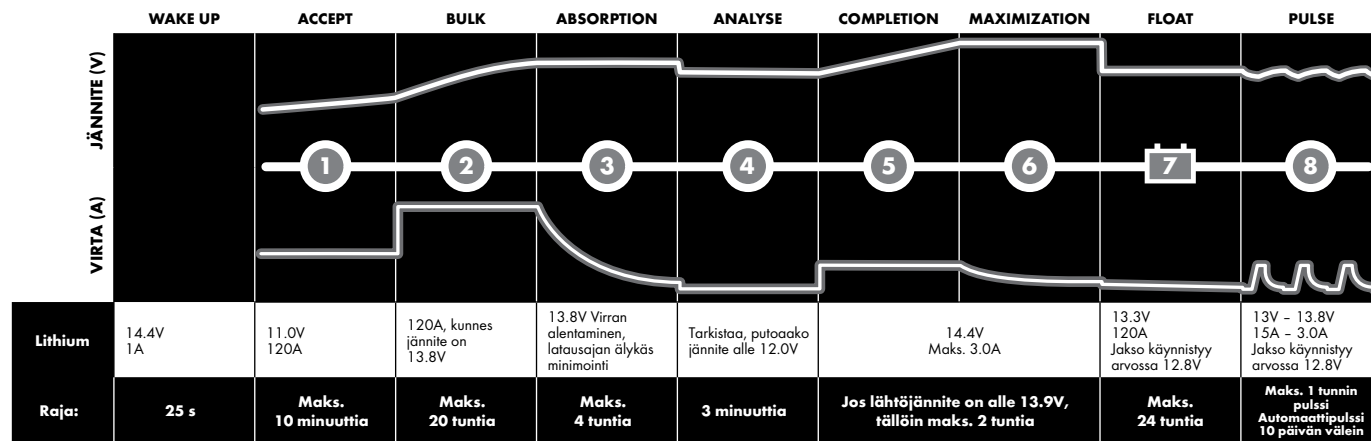 WAKE UP ACCEPT BULK ABSORPTION ANALYSE COMPLETION MAXIMIZATION FLOAT PULSE
JÄNNITE (V)
1 2 3 4 5 6 7 8
VIRTA (A)
Lithium
14.4V
1A
11.0V
120A
120A, kunnes
jännite on
13.8V
13.8V Virran
alentaminen,
latausajan älykäs
minimointi
Tarkistaa, putoaako
jännite alle 12.0V
14.4V
Maks. 3.0A
13.3V
120A
Jakso käynnistyy
arvossa 12.8V
13V – 13.8V
15A – 3.0A
Jakso käynnistyy
arvossa 12.8V
Raja:
25 s
Maks.
10 minuuttia
Maks.
20 tuntia
Maks.
4 tuntia
3 minuuttia
Jos lähtöjännite on alle 13.9V,
tällöin maks. 2 tuntia
Maks.
24 tuntia
Maks. 1 tunnin
pulssi
Automaattipulssi
10 päivän välein